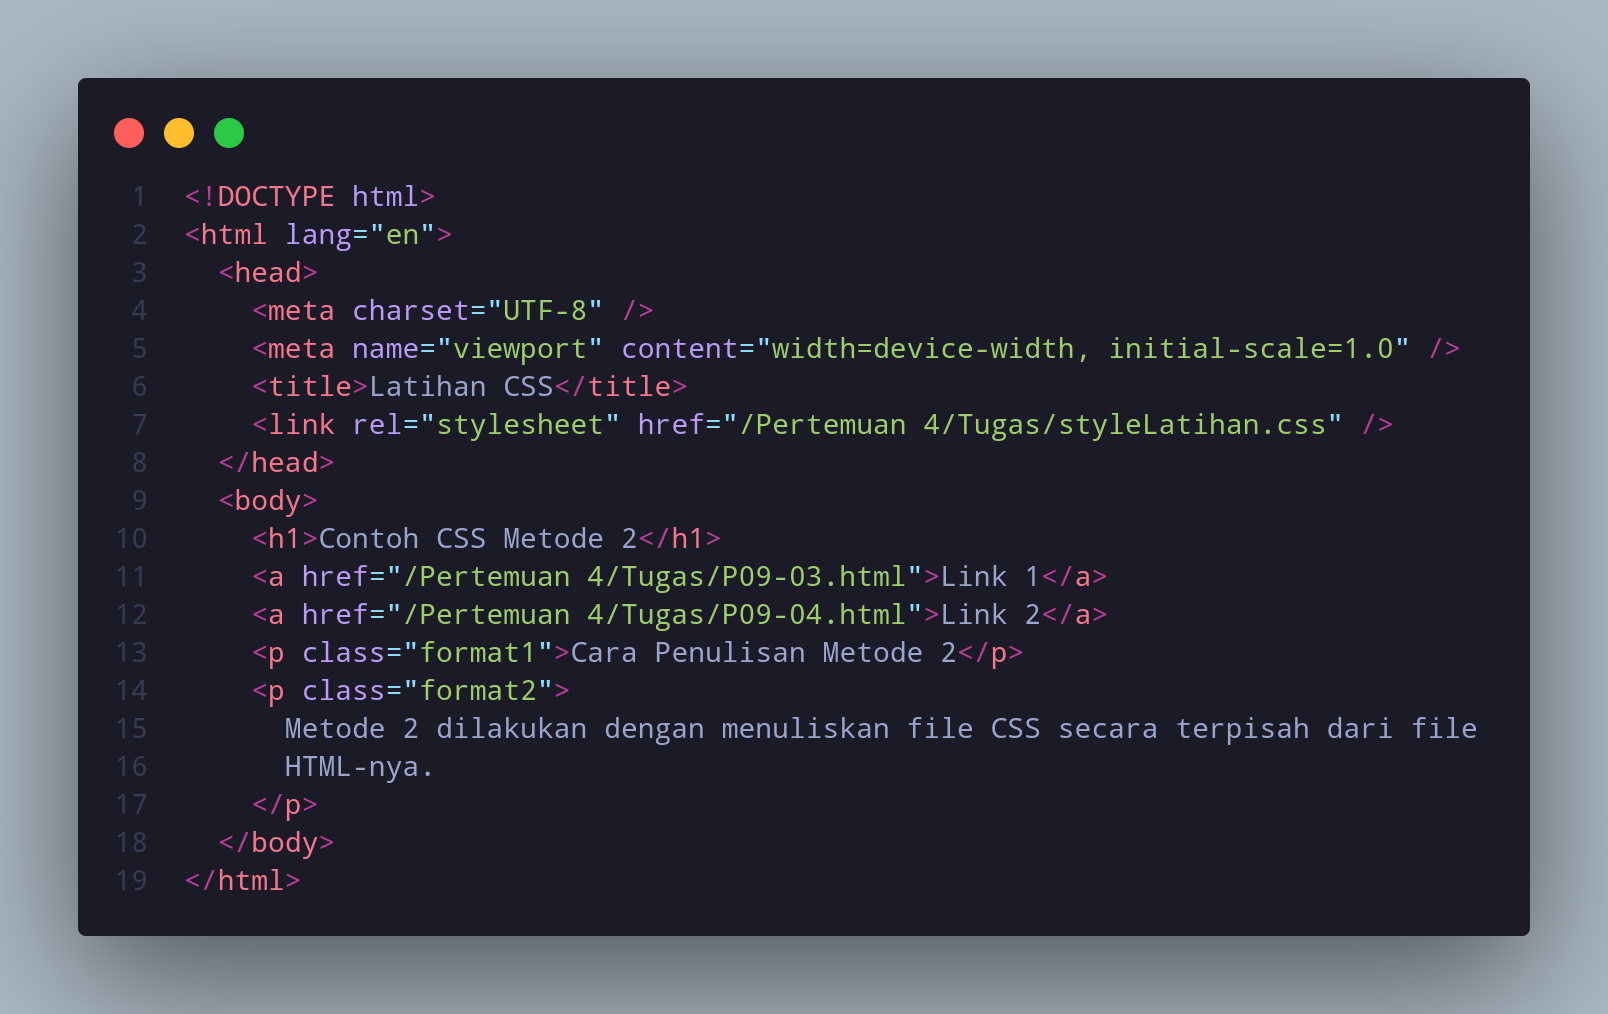 1 <!DOCTYPE html>
2 <html lang="en">
3   <head>
4     <meta charset="UTF-8" />
5     <meta name="viewport" content="width=device-width, initial-scale=1.0" />
6     <title>Latihan CSS</title>
7     <link rel="stylesheet" href="/Pertemuan 4/Tugas/styleLatihan.css" />
8   </head>
9   <body>
10     <h1>Contoh CSS Metode 2</h1>
11     <a href="/Pertemuan 4/Tugas/P09-03.html">Link 1</a>
12     <a href="/Pertemuan 4/Tugas/P09-04.html">Link 2</a>
13     <p class="format1">Cara Penulisan Metode 2</p>
14     <p class="format2">
15       Metode 2 dilakukan dengan menuliskan file CSS secara terpisah dari file
16       HTML-nya.
17     </p>
18   </body>
19 </html>